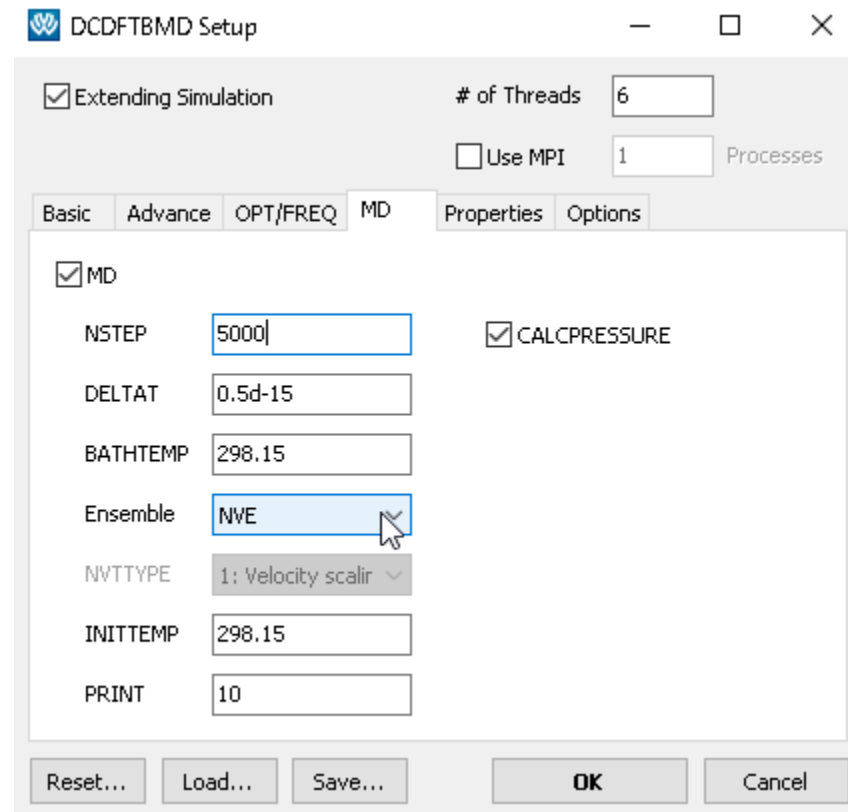 DCDFTBMD Setup
Extending Simulation # of Threads 6
Use MPI 1 Processes
Basic Advance OPT/FREQ MD Properties Options
MD
NSTEP 5000 CALCPRESSURE
DELTAT 0.5d-15
BATHTEMP 298.15
Ensemble NVE
NVTTYPE 1: Velocity scalir
INITTEMP 298.15
PRINT 10
Reset... Load... Save... OK Cancel